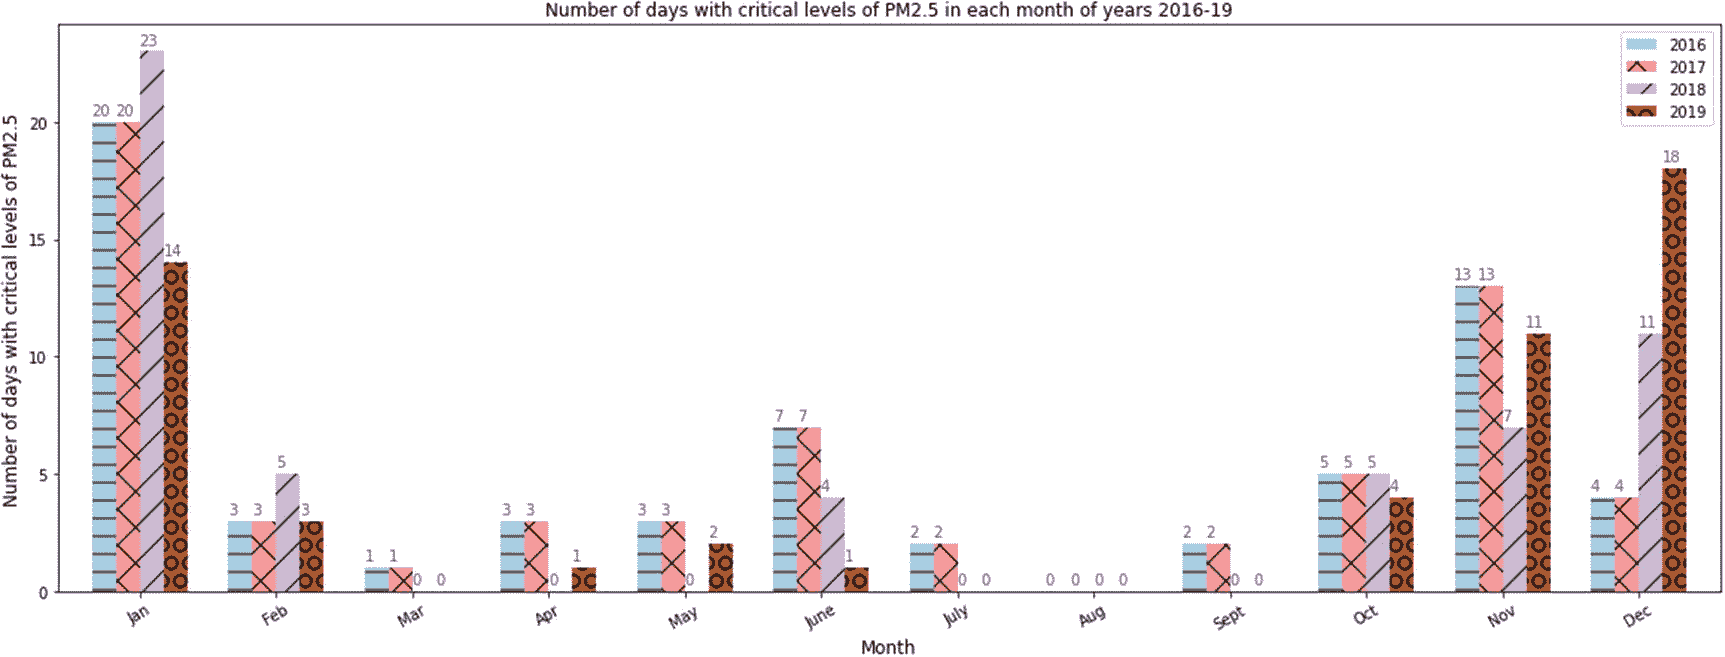 Number of days with critical levels of PM2.5 in each month of years 2016-19
Number of days with critical levels of PM2.5
20
15
10
5
0
2016
2017
2018
2019
20 20 23 14
3 3 5 3
1 1 0 0
3 3 0 1
3 3 0 2
7 7 4 1
2 2 0 0
0 0 0 0
2 2 0 0
5 5 5 4
13 13 7 11
4 4 11 18
Jan Feb Mar Apr May June July Aug Sept Oct Nov Dec
Month